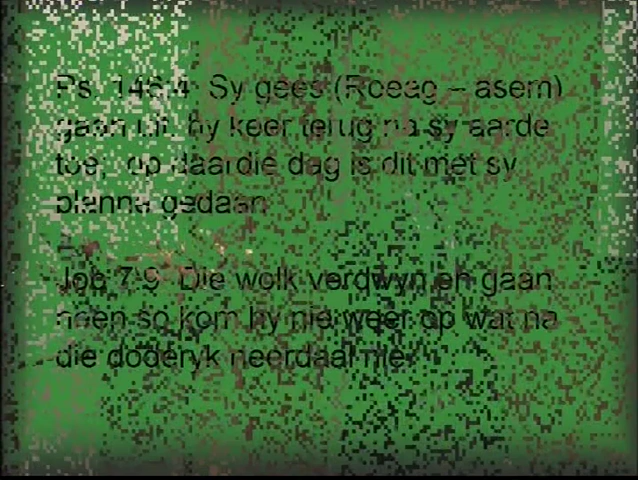 Ps. 146:4 Sy gees (Roeag – asem)
gaan uit, hy keer terug na sy aarde
toe; op daardie dag is dit met sy
planne gedaan
Job 7:9 Die wolk verdwyn en gaan
heen so kom hy nie weer op wat na
die doderyk neerdaal nie